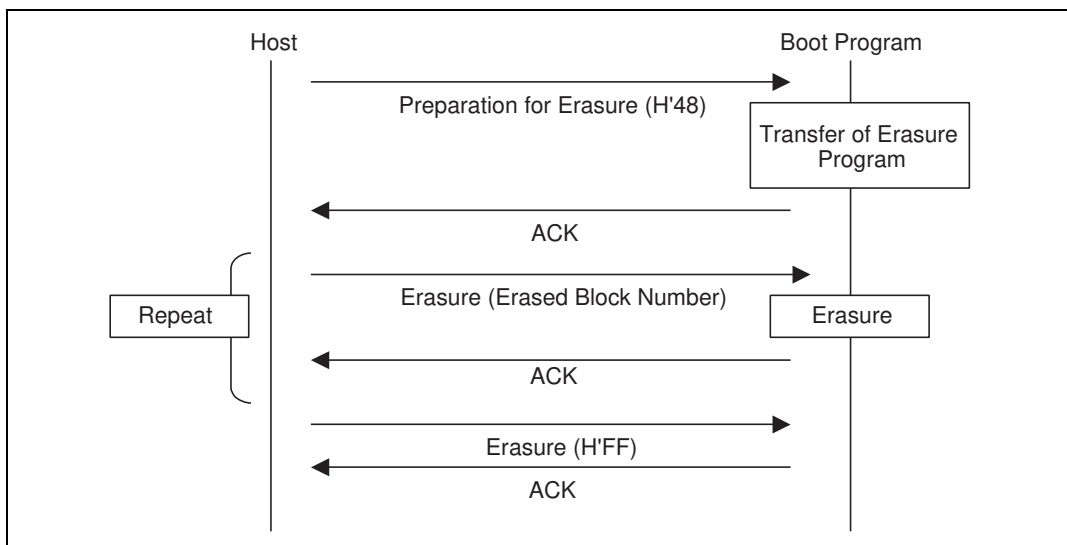 Host
Boot Program
Preparation for Erasure (H'48)
Transfer of Erasure
Program
ACK
Erasure (Erased Block Number)
Repeat
Erasure
ACK
Erasure (H'FF)
ACK